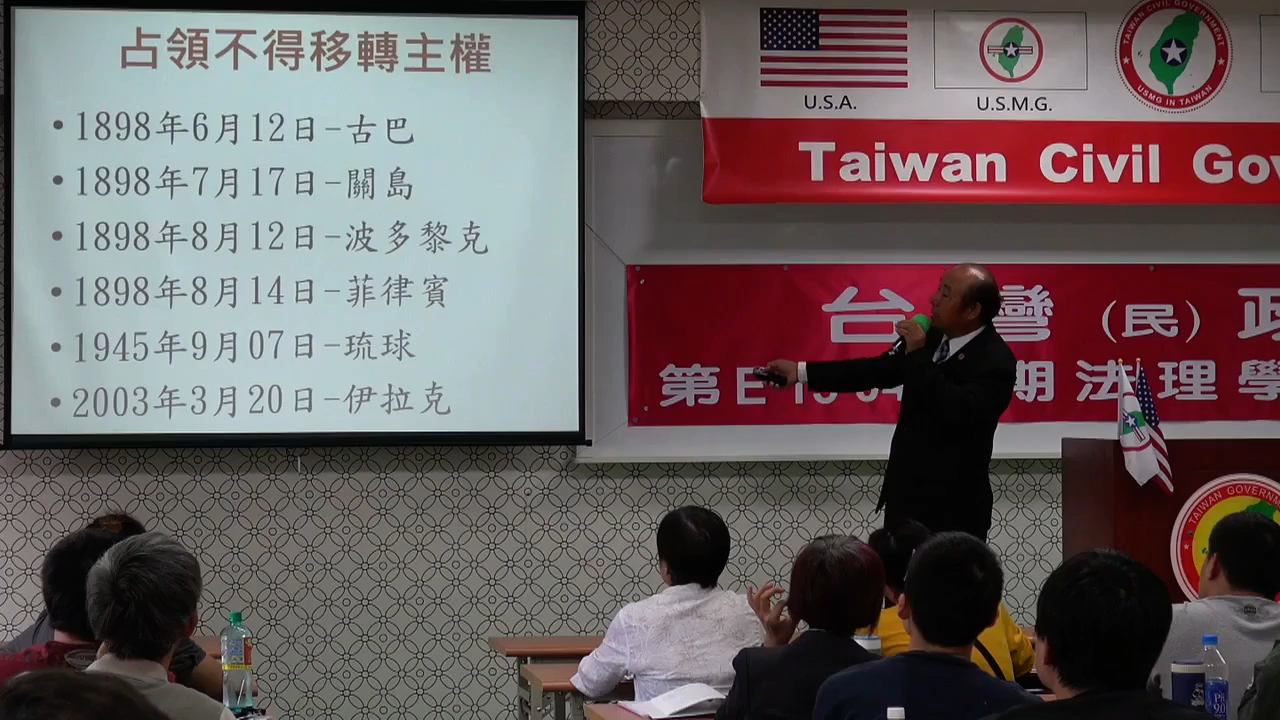 占領不得移轉主權
• 1898年6月12日-古巴
• 1898年7月17日-關島
• 1898年8月12日-波多黎克
• 1898年8月14日-菲律賓
• 1945年9月07日-琉球
• 2003年3月20日-伊拉克
U.S.A.
U.S.M.G.
TAIWAN CIVIL GOVERNMENT
USMG IN TAIWAN
Taiwan Civil Gov
台灣（民）政
第E 期法理學
TAIWAN GOVERNMENT